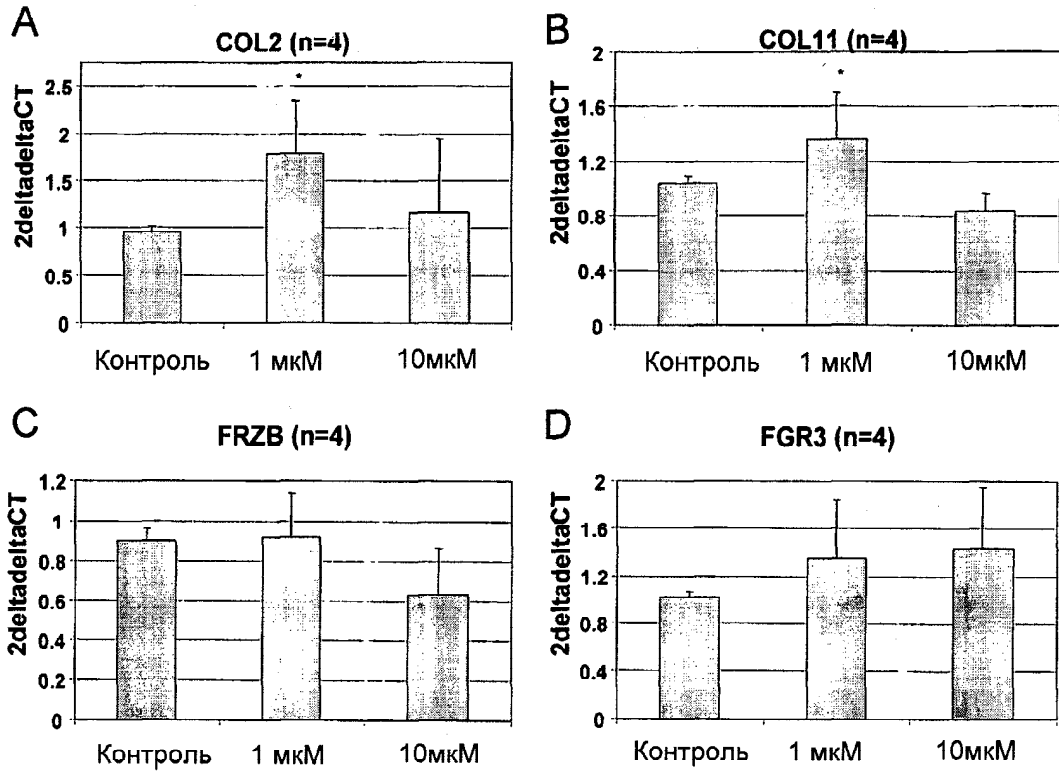 A
COL2 (n=4)
2deltadeltaCT
2.5
2
1.5
1
0.5
0
*
Контроль 1 мкМ 10мкМ
B
COL11 (n=4)
2deltadeltaCT
2
1.6
1.2
0.8
0.4
0
*
Контроль 1 мкМ 10мкМ
C
FRZB (n=4)
2deltadeltaCT
1.2
1
0.8
0.6
0.4
0.2
0
Контроль 1 мкМ 10мкМ
D
FGR3 (n=4)
2deltadeltaCT
2
1.6
1.2
0.8
0.4
0
Контроль 1 мкМ 10мкМ